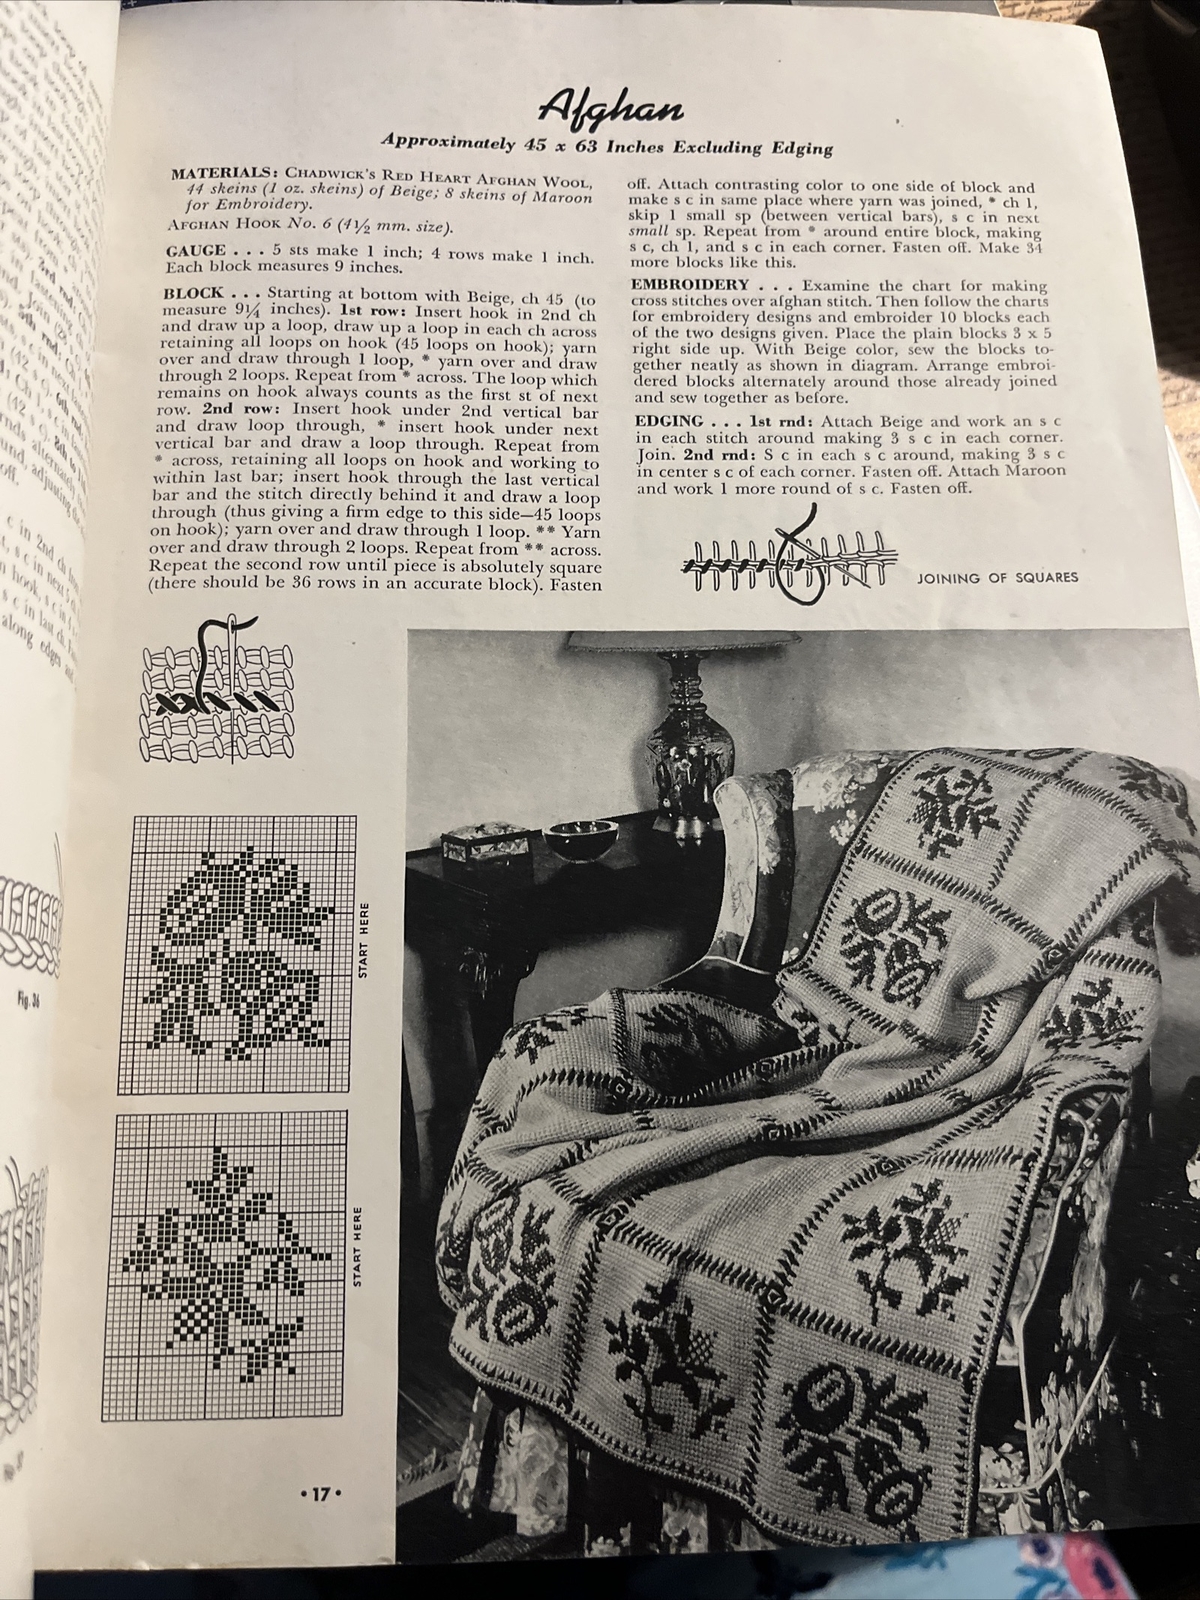 Afghan
Approximately 45 x 63 Inches Excluding Edging
MATERIALS: CHADWICK'S RED HEART AFGHAN WOOL,
44 skeins (1 oz. skeins) of Beige; 8 skeins of Maroon
for Embroidery.
AFGHAN HOOK No. 6 (4½ mm. size).
GAUGE . . . 5 sts make 1 inch; 4 rows make 1 inch.
Each block measures 9 inches.
BLOCK . . . Starting at bottom with Beige, ch 45 (to
measure 9¼ inches). 1st row: Insert hook in 2nd ch
and draw up a loop, draw up a loop in each ch across
retaining all loops on hook (45 loops on hook); yarn
over and draw through 1 loop, * yarn over and draw
through 2 loops. Repeat from * across. The loop which
remains on hook always counts as the first st of next
row. 2nd row: Insert hook under 2nd vertical bar
and draw loop through, * insert hook under next
vertical bar and draw a loop through. Repeat from
* across, retaining all loops on hook and working to
within last bar; insert hook through the last vertical
bar and the stitch directly behind it and draw a loop
through (thus giving a firm edge to this side—45 loops
on hook); yarn over and draw through 1 loop. ** Yarn
over and draw through 2 loops. Repeat from ** across.
Repeat the second row until piece is absolutely square
(there should be 36 rows in an accurate block). Fasten
off. Attach contrasting color to one side of block and
make s c in same place where yarn was joined, * ch 1,
skip 1 small sp (between vertical bars), s c in next
small sp. Repeat from * around entire block, making
s c, ch 1, and s c in each corner. Fasten off. Make 34
more blocks like this.
EMBROIDERY . . . Examine the chart for making
cross stitches over afghan stitch. Then follow the charts
for embroidery designs and embroider 10 blocks each
of the two designs given. Place the plain blocks 3 x 5
right side up. With Beige color, sew the blocks to-
gether neatly as shown in diagram. Arrange embroi-
dered blocks alternately around those already joined
and sew together as before.
EDGING . . . 1st rnd: Attach Beige and work an s c
in each stitch around making 3 s c in each corner.
Join. 2nd rnd: S c in each s c around, making 3 s c
in center s c of each corner. Fasten off. Attach Maroon
and work 1 more round of s c. Fasten off.
JOINING OF SQUARES
START HERE
START HERE
• 17 •
Fig. 36